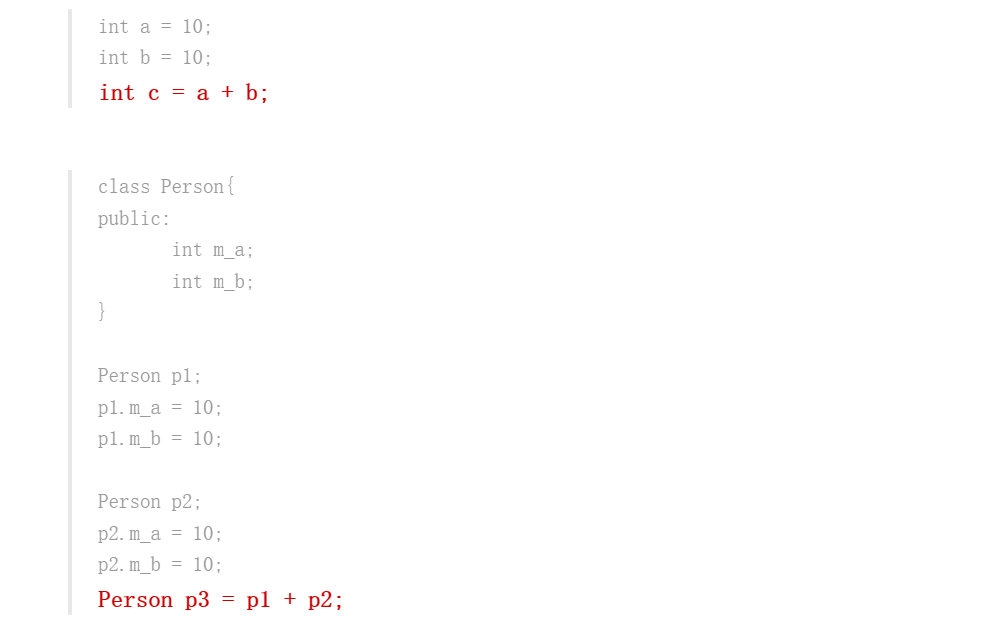 int a = 10;
int b = 10;
int c = a + b;
class Person{
public:
int m_a;
int m_b;
}
Person p1;
p1.m_a = 10;
p1.m_b = 10;
Person p2;
p2.m_a = 10;
p2.m_b = 10;
Person p3 = p1 + p2;